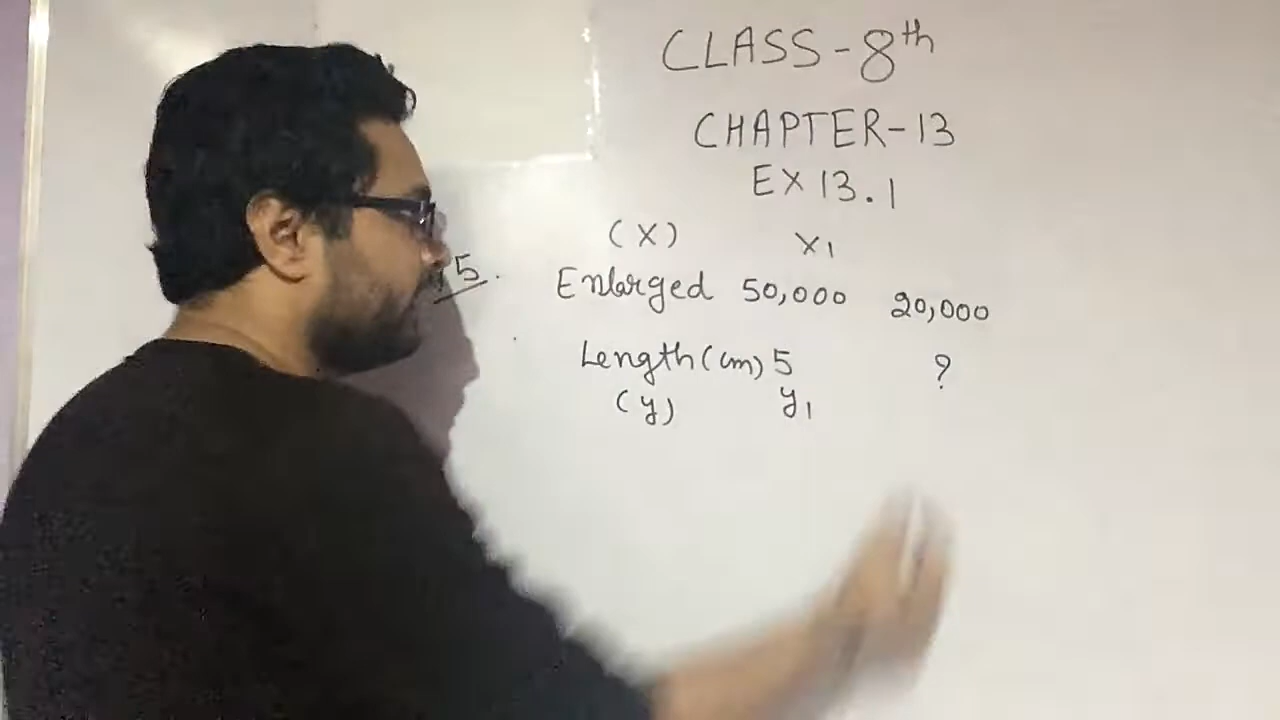 CLASS-8th
CHAPTER-13
EX 13.1
(X) X1
5. Enlarged 50,000 20,000
Length (cm) 5 ?
(y) y1